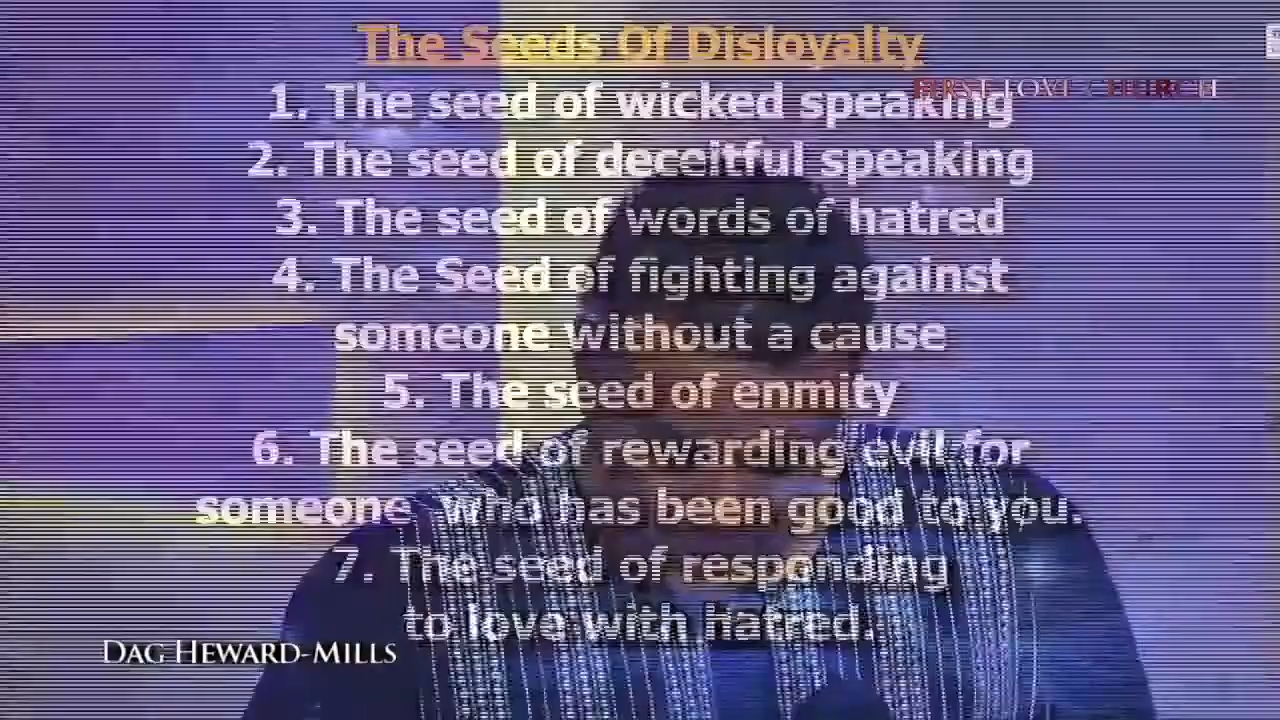 The Seeds Of Disloyalty
FIRST LOVE CHURCH
1. The seed of wicked speaking
2. The seed of deceitful speaking
3. The seed of words of hatred
4. The Seed of fighting against
someone without a cause
5. The seed of enmity
6. The seed of rewarding evil for
someone who has been good to you.
7. The seed of responding
to love with hatred.
DAG HEWARD-MILLS